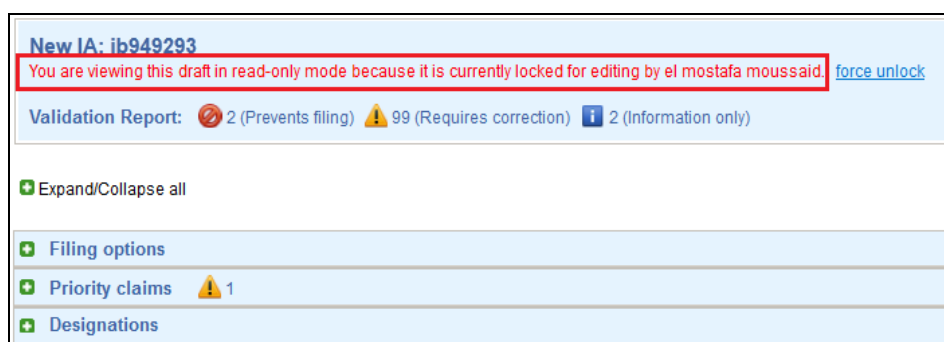 New IA: ib949293
You are viewing this draft in read-only mode because it is currently locked for editing by el mostafa moussaid. force unlock
Validation Report: 2 (Prevents filing) 99 (Requires correction) 2 (Information only)
Expand/Collapse all
Filing options
Priority claims 1
Designations